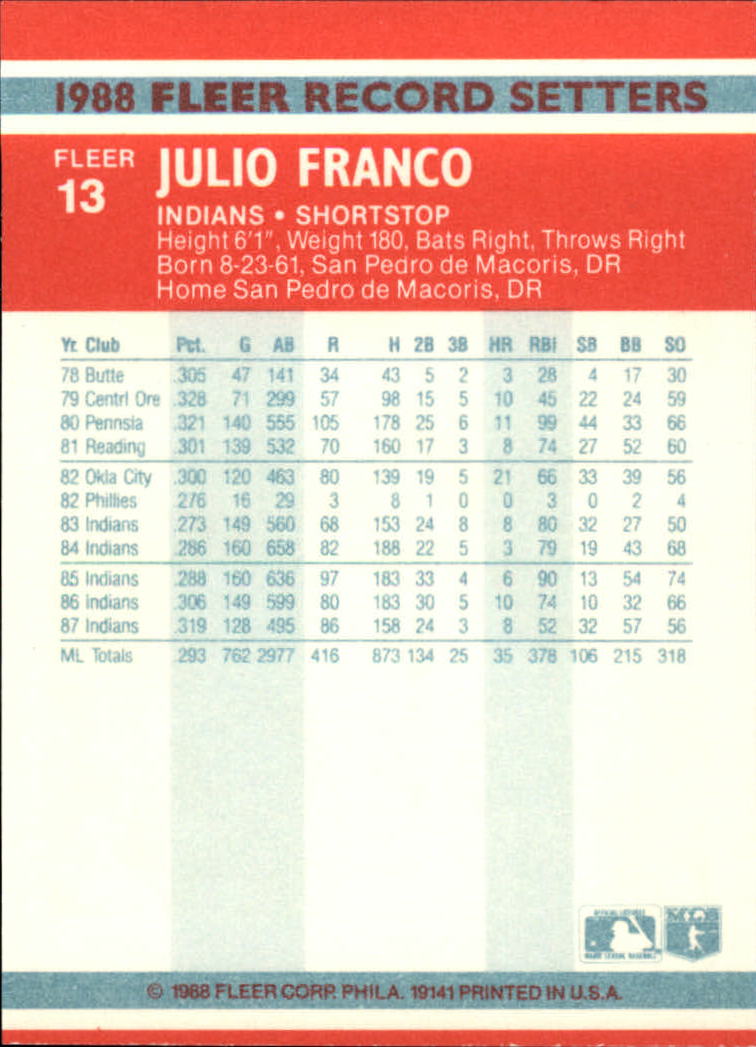 1988 FLEER RECORD SETTERS
FLEER
13
JULIO FRANCO
INDIANS • SHORTSTOP
Height 6'1", Weight 180, Bats Right, Throws Right
Born 8-23-61, San Pedro de Macoris, DR
Home San Pedro de Macoris, DR
Yr. Club Pct. G AB R H 2B 3B HR RBI SB BB SO
78 Butte .305 47 141 34 43 5 2 3 28 4 17 30
79 Centrl Ore .328 71 299 57 98 15 5 10 45 22 24 59
80 Pennsla .321 140 555 105 178 25 6 11 99 44 33 66
81 Reading .301 139 532 70 160 17 3 8 74 27 52 60
82 Okla City .300 120 463 80 139 19 5 21 66 33 39 56
82 Phillies .276 16 29 3 8 1 0 0 3 0 2 4
83 Indians .273 149 560 68 153 24 8 8 80 32 27 50
84 Indians .286 160 658 82 188 22 5 3 79 19 43 68
85 Indians .288 160 636 97 183 33 4 6 90 13 54 74
86 Indians .306 149 599 80 183 30 5 10 74 10 32 66
87 Indians .319 128 495 86 158 24 3 8 52 32 57 56
ML Totals .293 762 2977 416 873 134 25 35 378 106 215 318
© 1988 FLEER CORP. PHILA. 19141 PRINTED IN U.S.A.